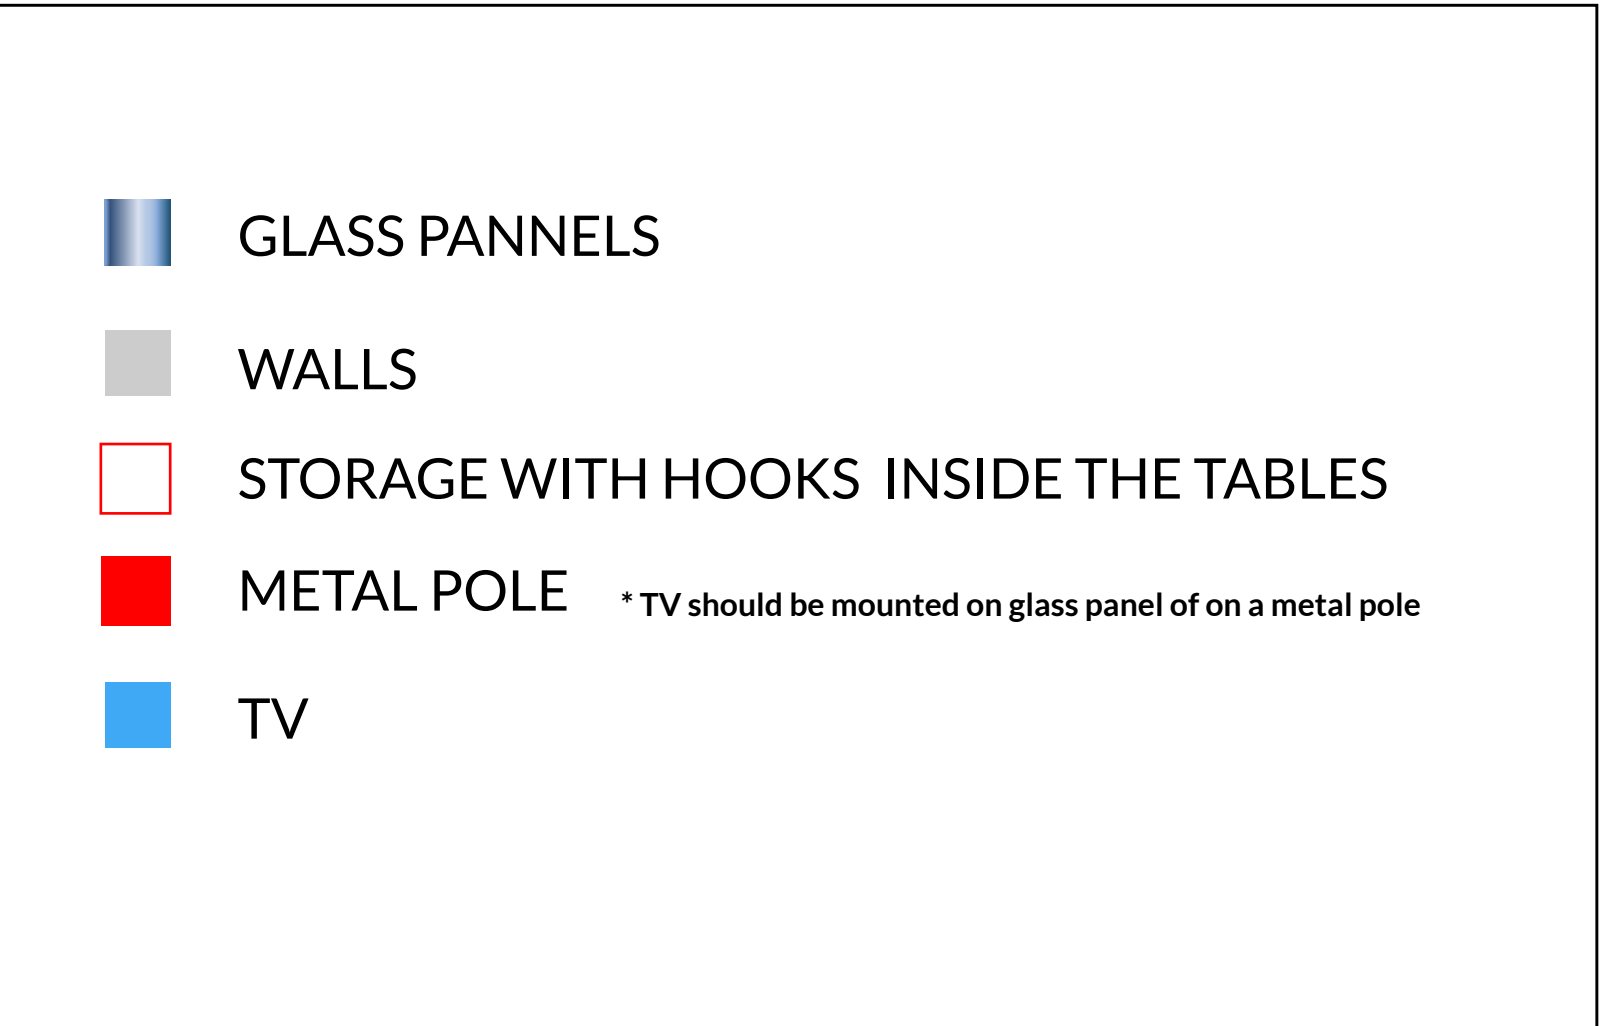 GLASS PANNELS
WALLS
STORAGE WITH HOOKS  INSIDE THE TABLES
METAL POLE
* TV should be mounted on glass panel of on a metal pole
TV